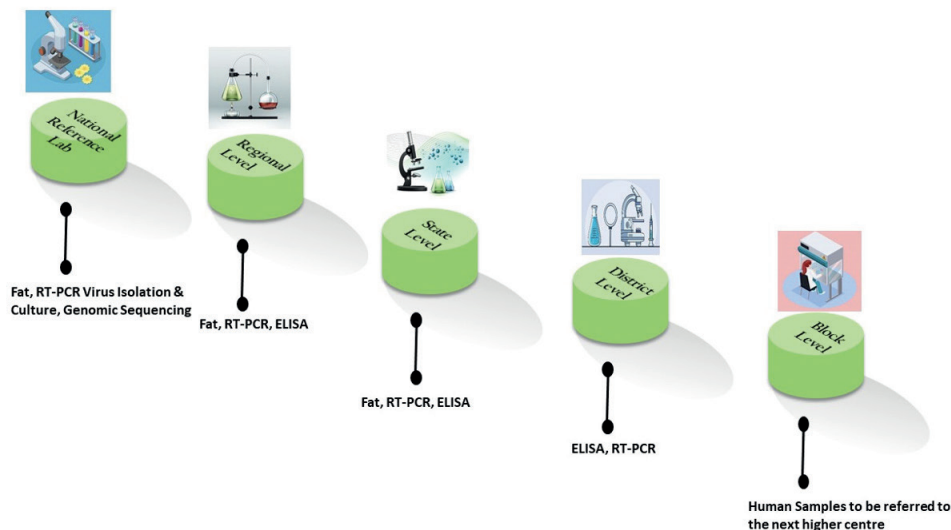 National
Reference
Lab
Fat, RT-PCR Virus Isolation &
Culture, Genomic Sequencing
Regional
Level
Fat, RT-PCR, ELISA
State
Level
Fat, RT-PCR, ELISA
District
Level
ELISA, RT-PCR
Block
Level
Human Samples to be referred to
the next higher centre